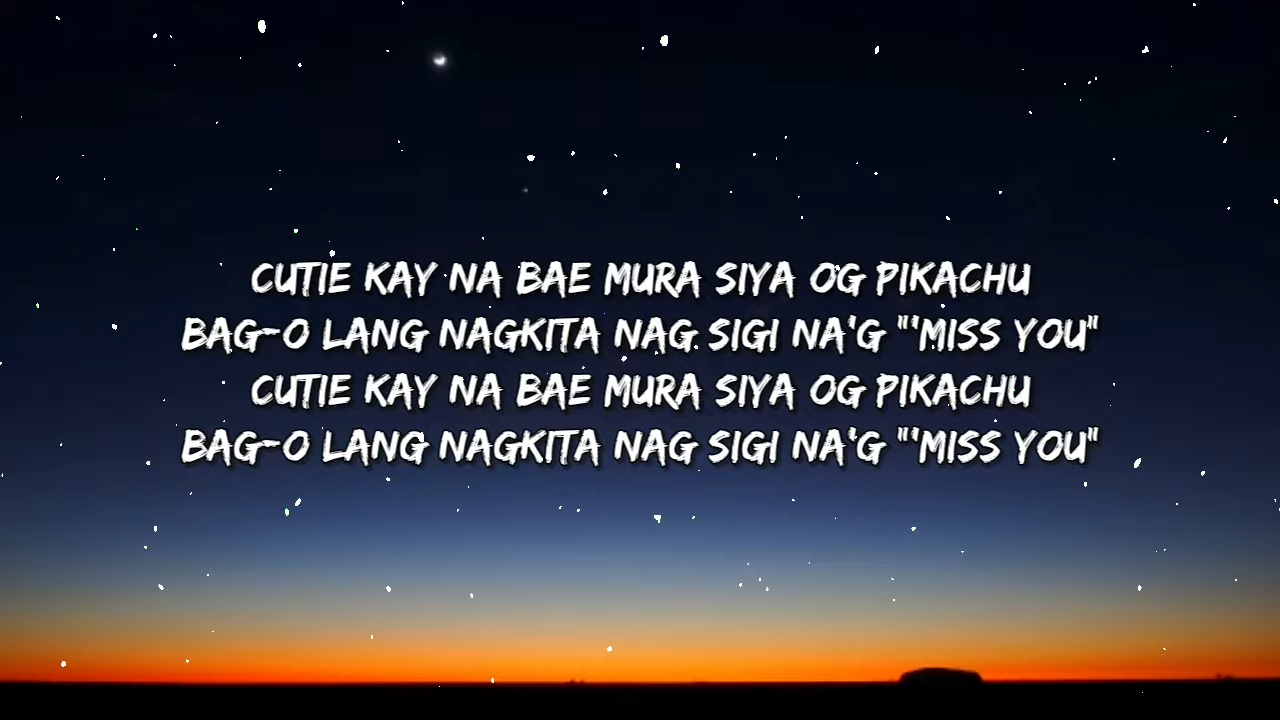 CUTIE KAY NA BAE MURA SIYA OG PIKACHU
BAG-O LANG NAGKITA NAG SIGI NA'G "'MISS YOU"
CUTIE KAY NA BAE MURA SIYA OG PIKACHU
BAG-O LANG NAGKITA NAG SIGI NA'G "'MISS YOU"